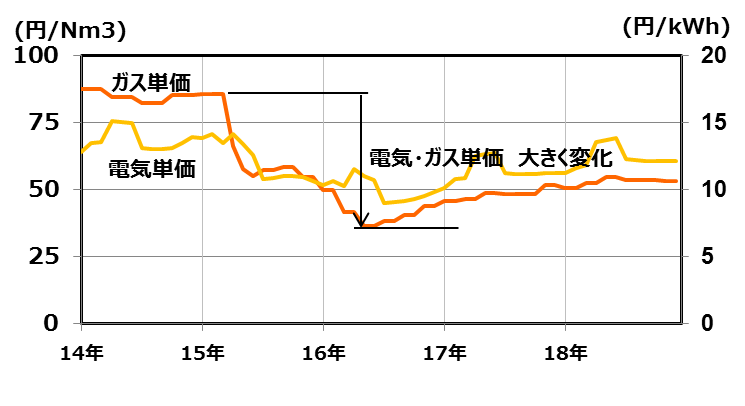 (円/Nm3)
(円/kWh)
100
20
ガス単価
75
15
電気・ガス単価 大きく変化
電気単価
50
10
25
5
0
0
14年
15年
16年
17年
18年